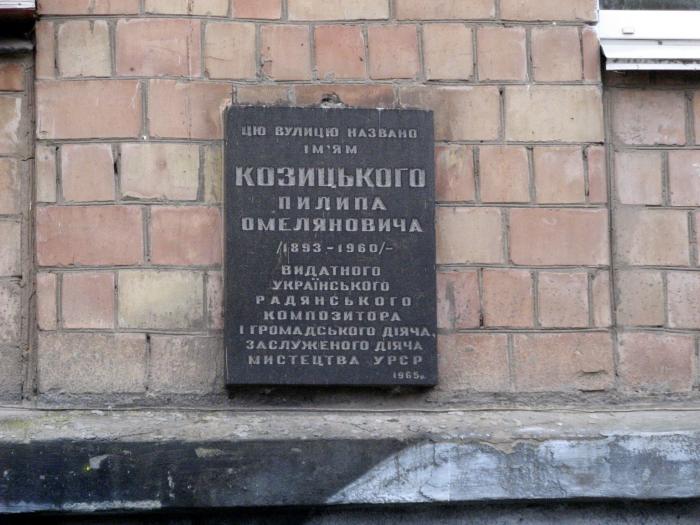 ЦЮ ВУЛИЦЮ НАЗВАНО
ІМ'ЯМ
КОЗИЦЬКОГО
ПИЛИПА
ОМЕЛЯНОВИЧА
/1893-1960/-
ВИДАТНОГО
УКРАЇНСЬКОГО
РАДЯНСЬКОГО
КОМПОЗИТОРА
І ГРОМАДСЬКОГО ДІЯЧА,
ЗАСЛУЖЕНОГО ДІЯЧА
МИСТЕЦТВА УРСР
1965р.